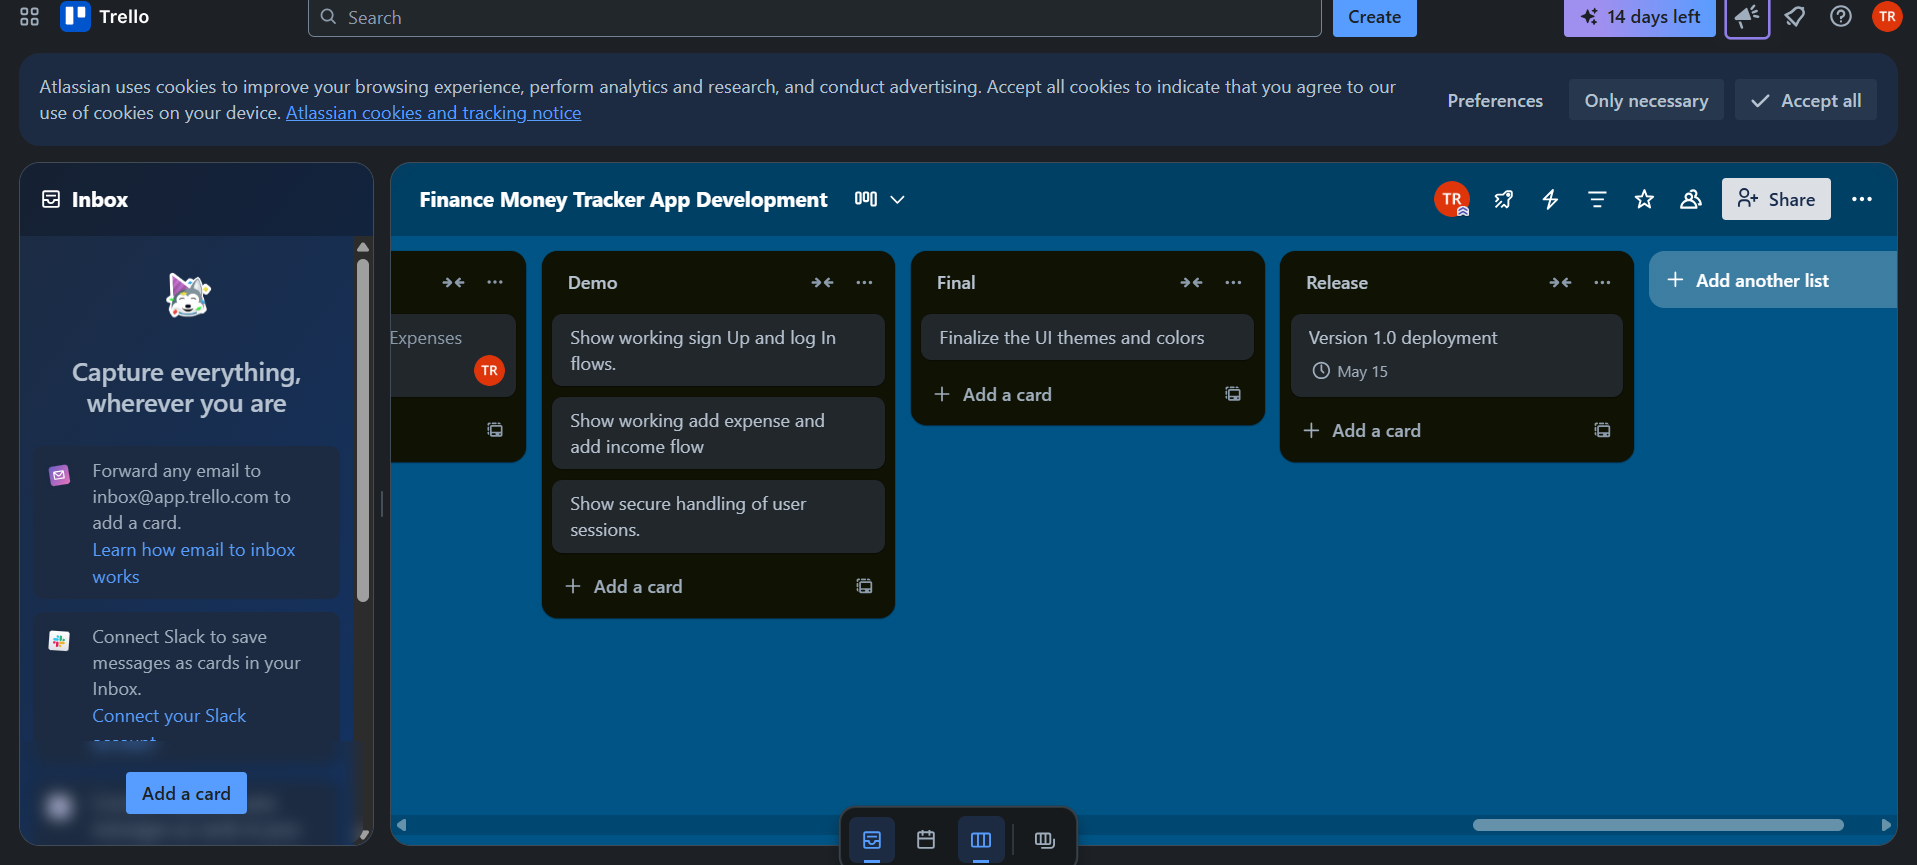 Trello
Search
Create
14 days left
TR
Atlassian uses cookies to improve your browsing experience, perform analytics and research, and conduct advertising. Accept all cookies to indicate that you agree to our
use of cookies on your device. Atlassian cookies and tracking notice
Preferences
Only necessary
Accept all
Inbox
Capture everything,
wherever you are
Forward any email to
inbox@app.trello.com to
add a card.
Learn how email to inbox
works
Connect Slack to save
messages as cards in your
Inbox.
Connect your Slack
Add a card
Finance Money Tracker App Development
TR
Share
Expenses
TR
Demo
Show working sign Up and log In
flows.
Show working add expense and
add income flow
Show secure handling of user
sessions.
Add a card
Final
Finalize the UI themes and colors
Add a card
Release
Version 1.0 deployment
May 15
Add a card
Add another list